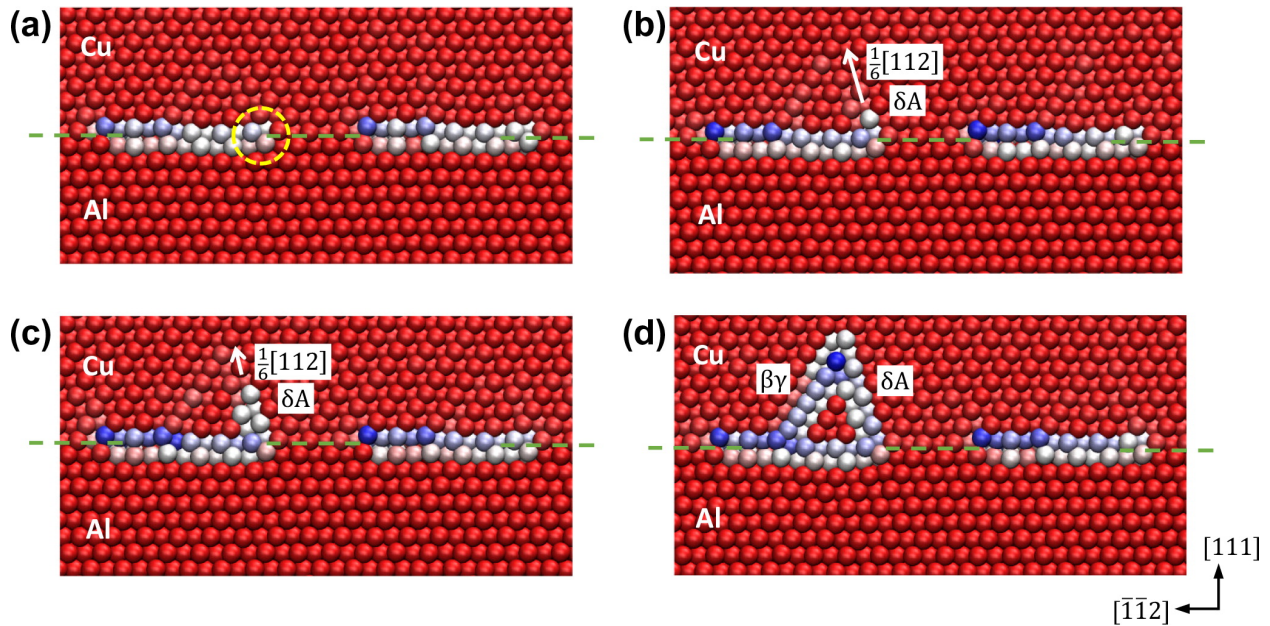 (a)
Cu
Al
(b)
Cu
1/6[112]
δA
Al
(c)
Cu
1/6[112]
δA
Al
(d)
Cu
βγ
δA
Al
[111]
[1̅1̅2]